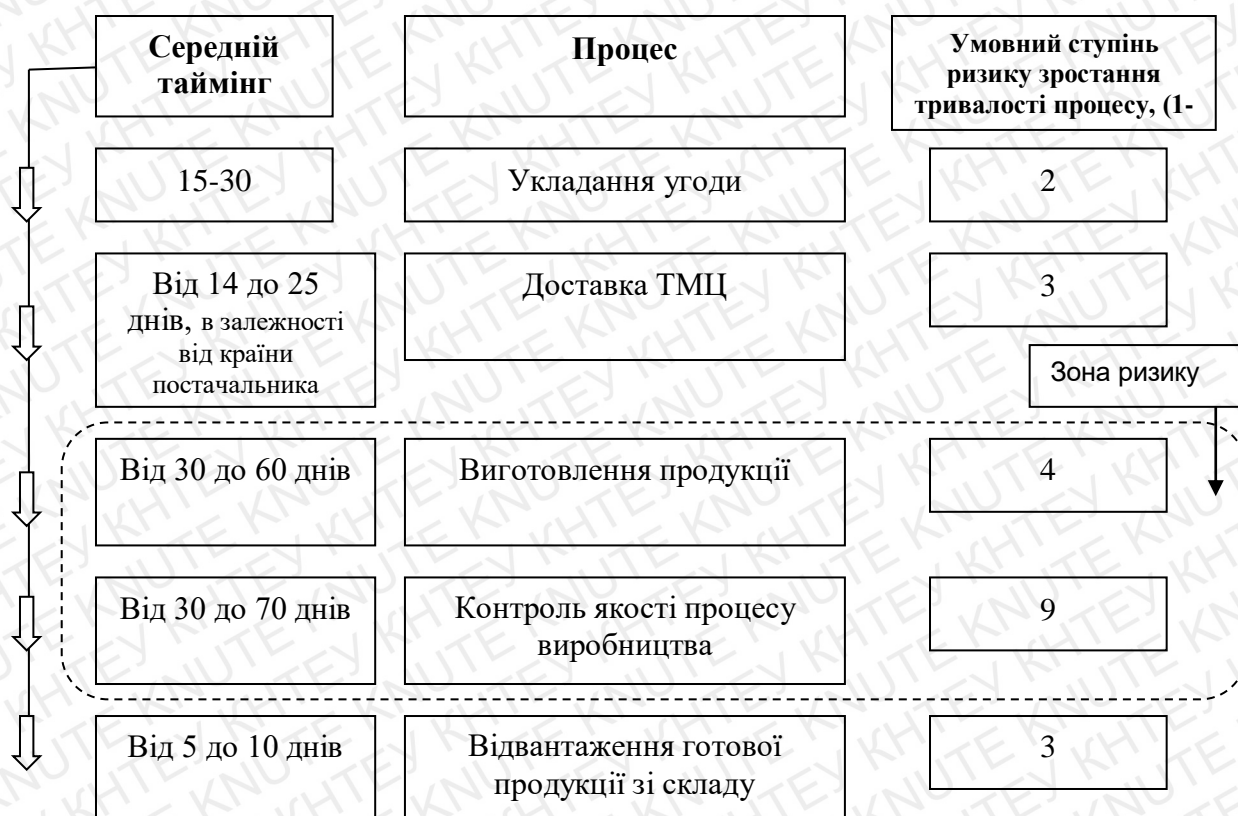 Середній
таймінг
Процес
Умовний ступінь
ризику зростання
тривалості процесу, (1-
15-30
Укладання угоди
2
Від 14 до 25
днів, в залежності
від країни
постачальника
Доставка ТМЦ
3
Зона ризику
Від 30 до 60 днів
Виготовлення продукції
4
Від 30 до 70 днів
Контроль якості процесу
виробництва
9
Від 5 до 10 днів
Відвантаження готової
продукції зі складу
3